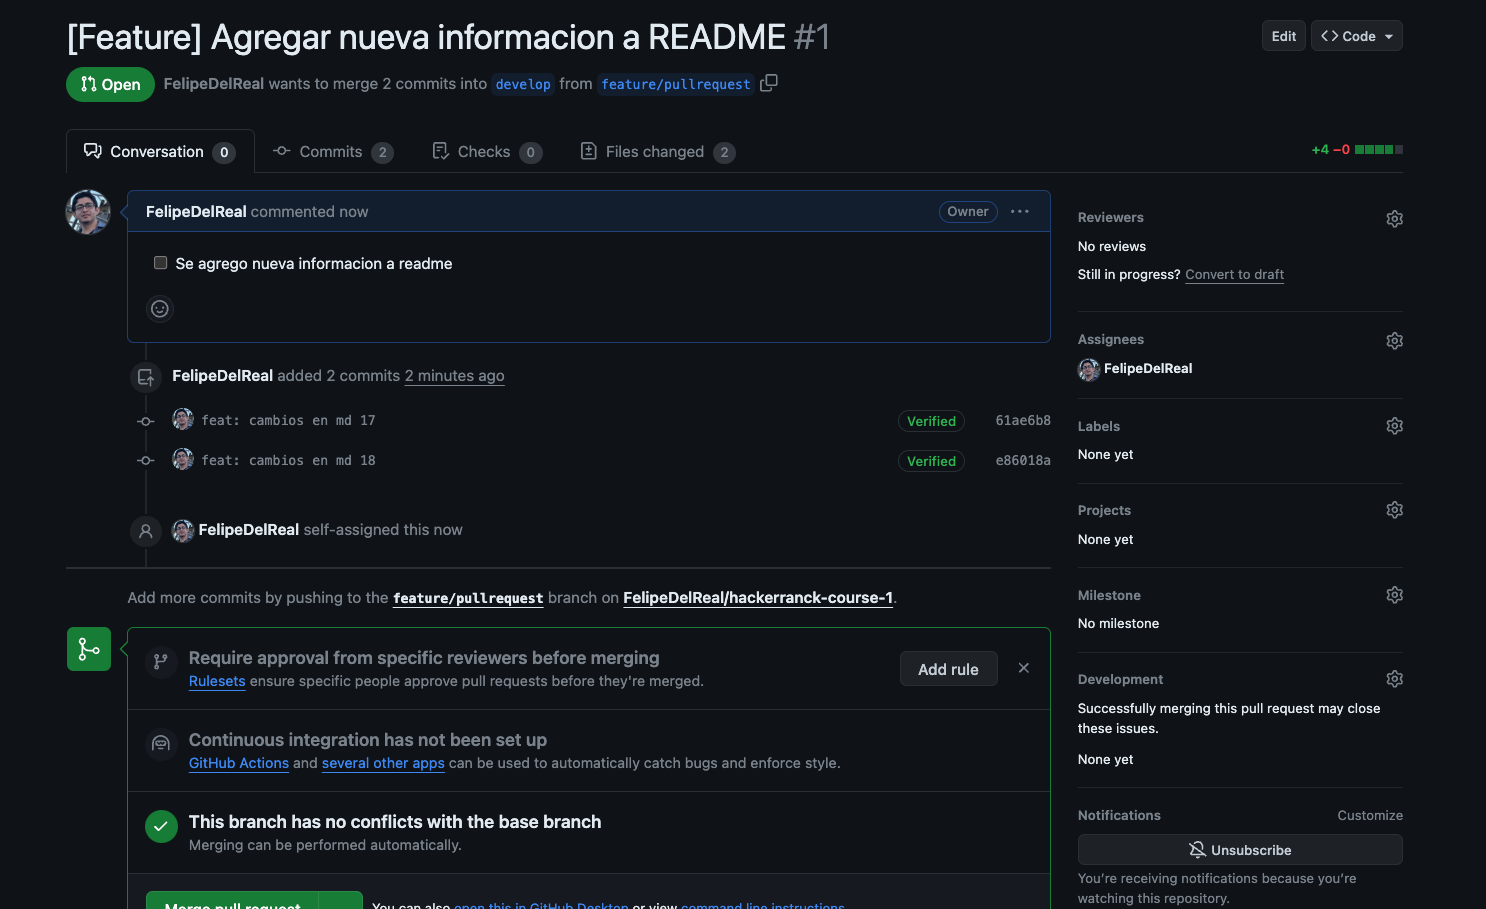 [Feature] Agregar nueva informacion a README #1
Edit
Code
Open
FelipeDelReal wants to merge 2 commits into develop from feature/pullrequest
Conversation 0
Commits 2
Checks 0
Files changed 2
+4 −0
FelipeDelReal commented now
Owner
Se agrego nueva informacion a readme
FelipeDelReal added 2 commits 2 minutes ago
feat: cambios en md 17
Verified
61ae6b8
feat: cambios en md 18
Verified
e86018a
FelipeDelReal self-assigned this now
Add more commits by pushing to the feature/pullrequest branch on FelipeDelReal/hackerranck-course-1.
Require approval from specific reviewers before merging
Rulesets ensure specific people approve pull requests before they're merged.
Add rule
Continuous integration has not been set up
GitHub Actions and several other apps can be used to automatically catch bugs and enforce style.
This branch has no conflicts with the base branch
Merging can be performed automatically.
Merge pull request
You can also open this in GitHub Desktop or view command line instructions.
Reviewers
No reviews
Still in progress? Convert to draft
Assignees
FelipeDelReal
Labels
None yet
Projects
None yet
Milestone
No milestone
Development
Successfully merging this pull request may close
these issues.
None yet
Notifications
Customize
Unsubscribe
You're receiving notifications because you're
watching this repository.